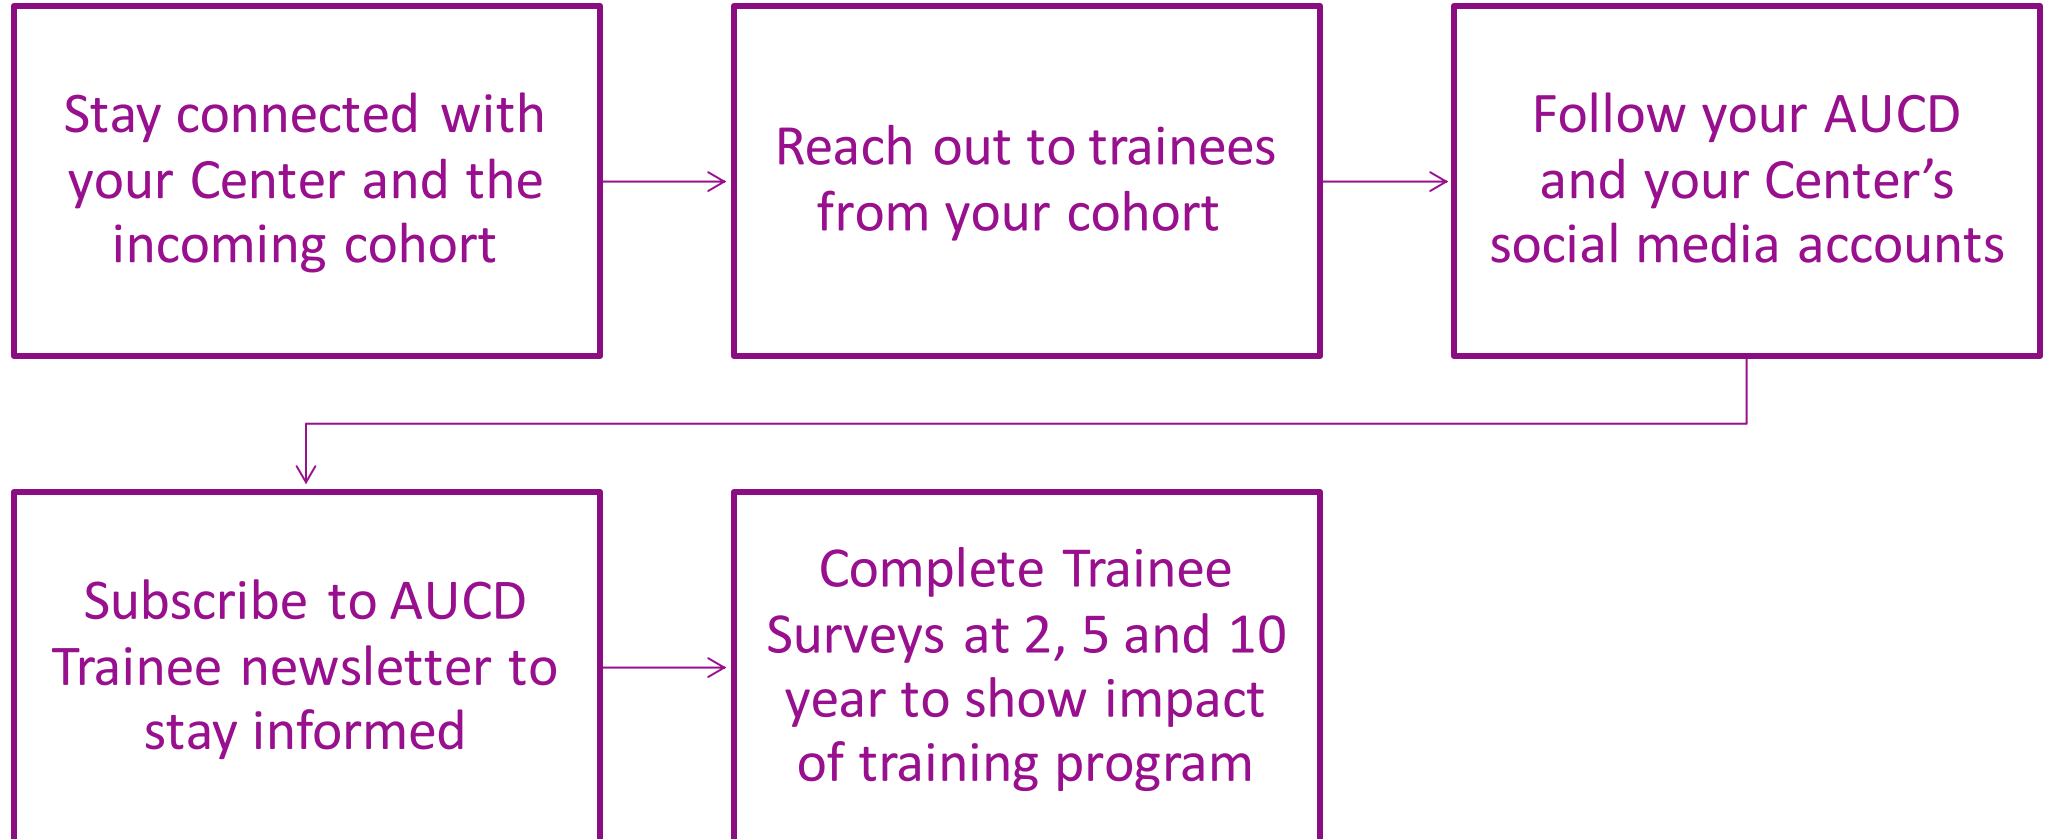 Stay connected with
your Center and the
incoming cohort
Reach out to trainees
from your cohort
Follow your AUCD
and your Center’s
social media accounts
Subscribe to AUCD
Trainee newsletter to
stay informed
Complete Trainee
Surveys at 2, 5 and 10
year to show impact
of training program